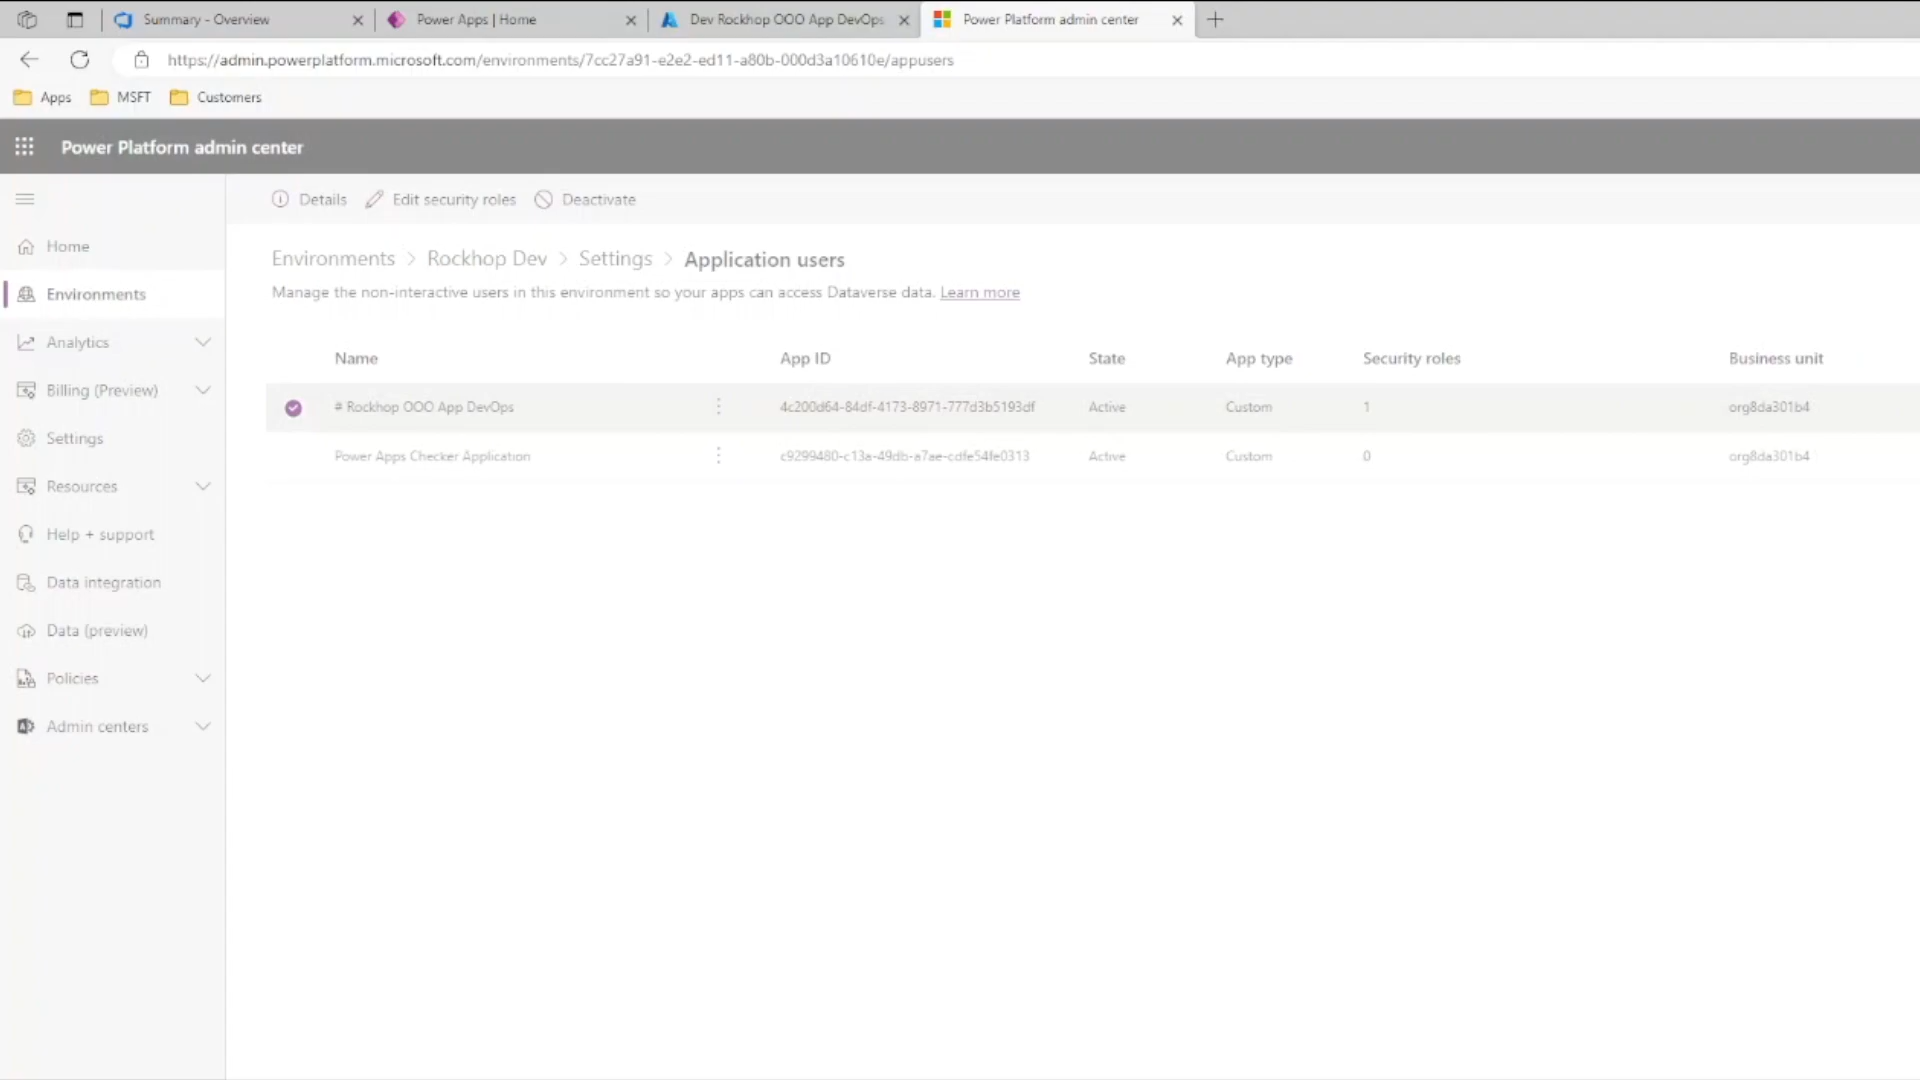 Summary - Overview
Power Apps | Home
Dev Rockhop OOO App DevOps
Power Platform admin center
https://admin.powerplatform.microsoft.com/environments/7cc27a91-e2e2-ed11-a80b-000d3a10610e/appusers
Apps
MSFT
Customers
Power Platform admin center
Details
Edit security roles
Deactivate
Home
Environments
Analytics
Billing (Preview)
Settings
Resources
Help + support
Data integration
Data (preview)
Policies
Admin centers
Environments > Rockhop Dev > Settings > Application users
Manage the non-interactive users in this environment so your apps can access Dataverse data. Learn more
Name App ID State App type Security roles Business unit
# Rockhop OOO App DevOps 4c200d64-84df-4173-8971-777d3b5193df Active Custom 1 org8da301b4
Power Apps Checker Application c9299480-c13a-49db-a7ae-cdfe54fe0313 Active Custom 0 org8da301b4